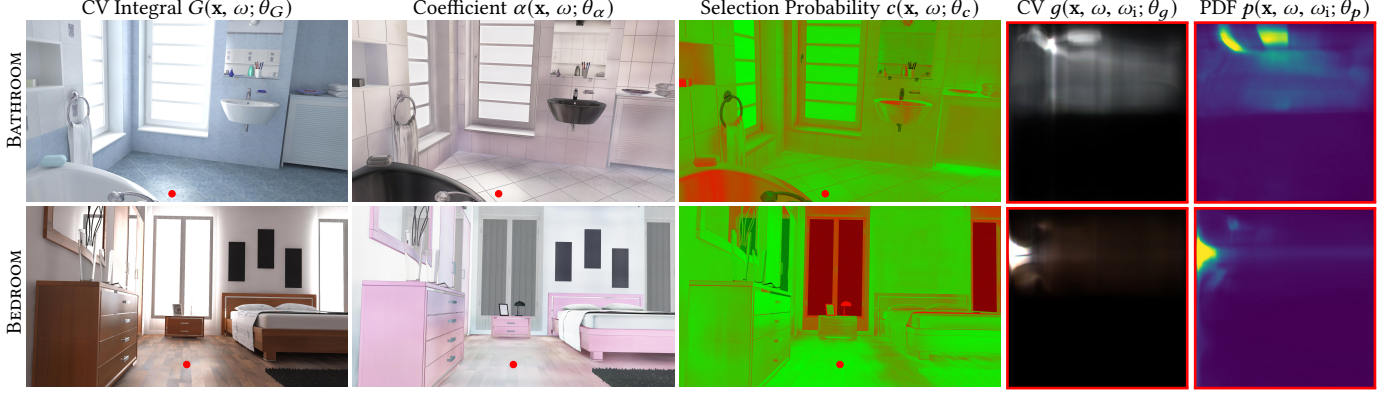 CV Integral G(x, ω; θ_G) Coefficient α(x, ω; θ_α) Selection Probability c(x, ω; θ_c) CV g(x, ω, ω_i; θ_g) PDF p(x, ω, ω_i; θ_p)
BATHROOM
BEDROOM